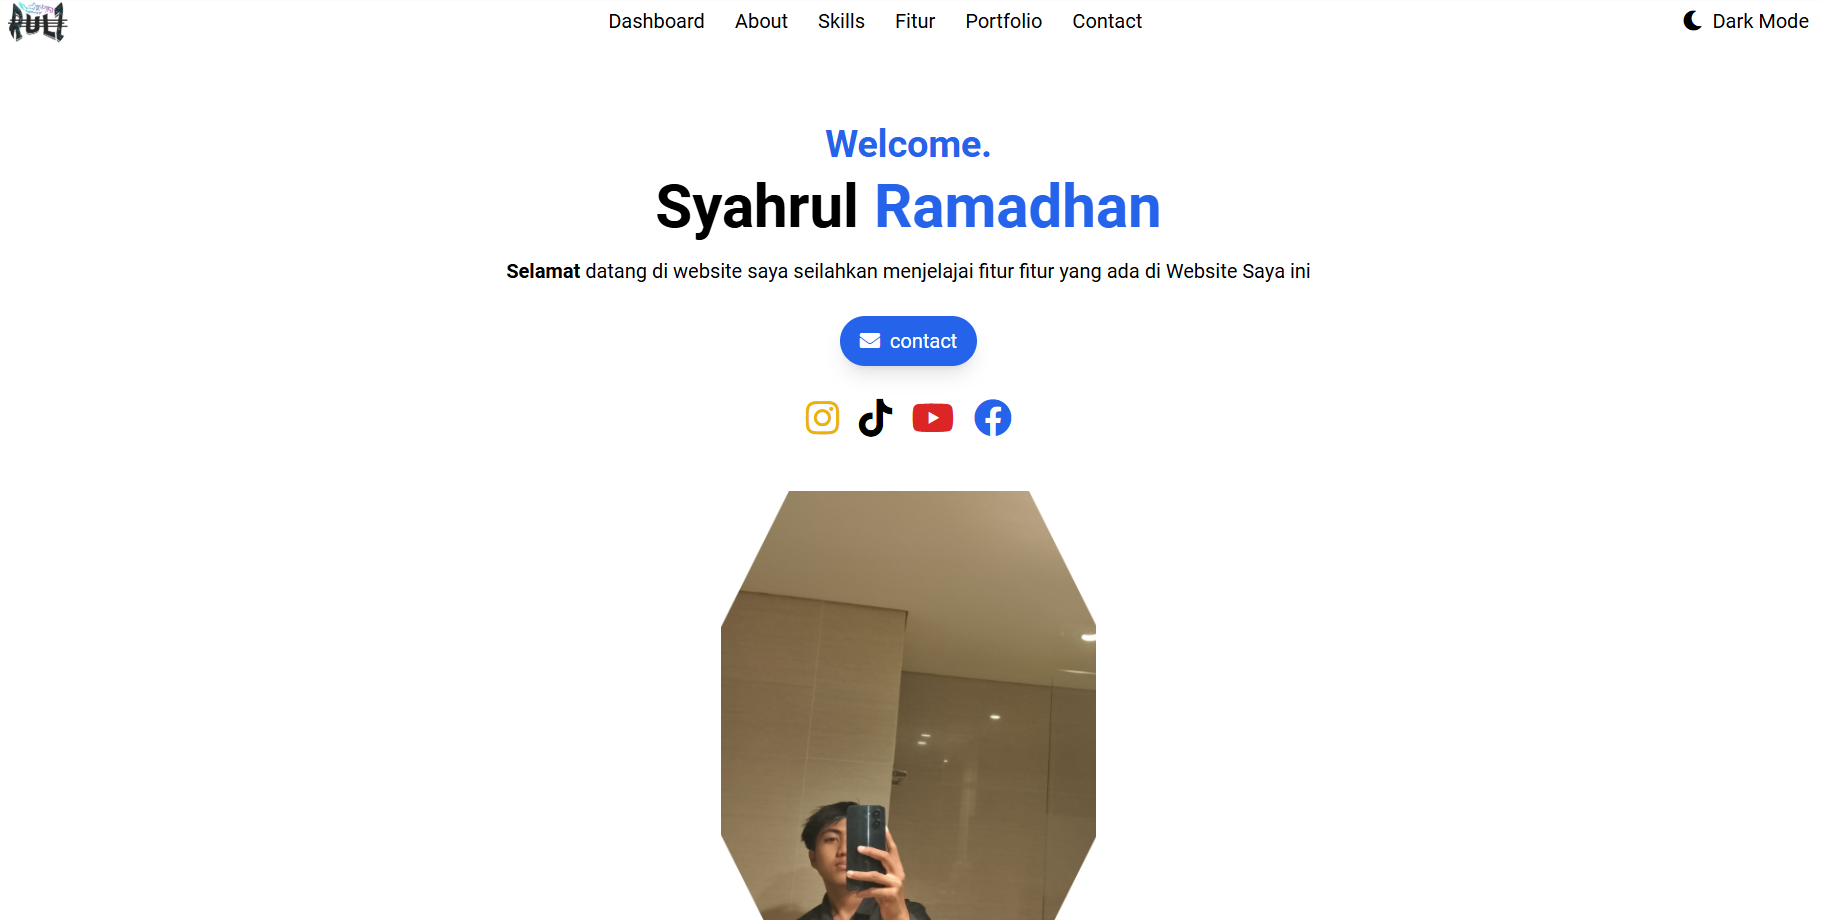 RULI
Dashboard About Skills Fitur Portfolio Contact
Dark Mode
Welcome.
Syahrul Ramadhan
Selamat datang di website saya seilahkan menjelajai fitur fitur yang ada di Website Saya ini
contact